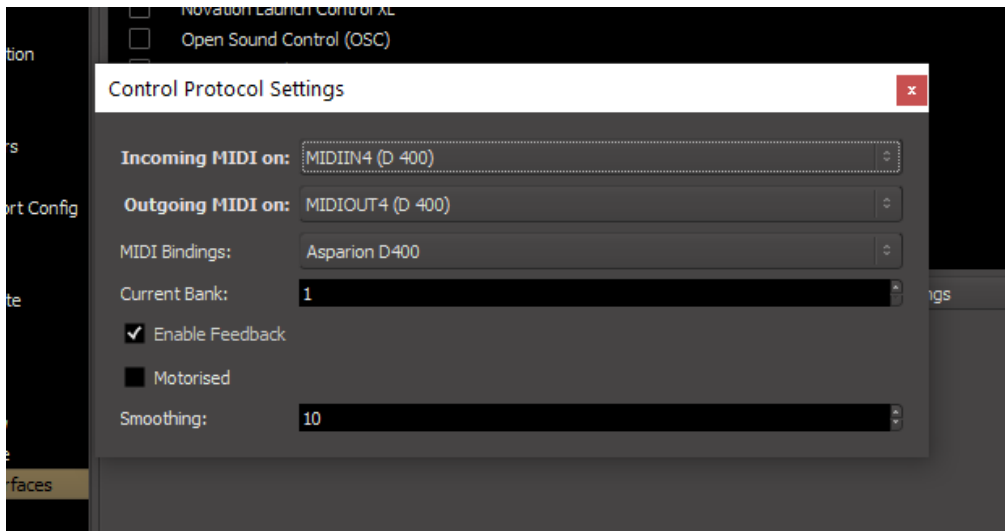 Novation Launch Control XL
Open Sound Control (OSC)
tion
Control Protocol Settings
x
rs
Incoming MIDI on: MIDIIN4 (D 400)
ort Config
Outgoing MIDI on: MIDIOUT4 (D 400)
MIDI Bindings: Asparion D400
te
Current Bank: 1
ngs
Enable Feedback
Motorised
Smoothing: 10
e
rfaces